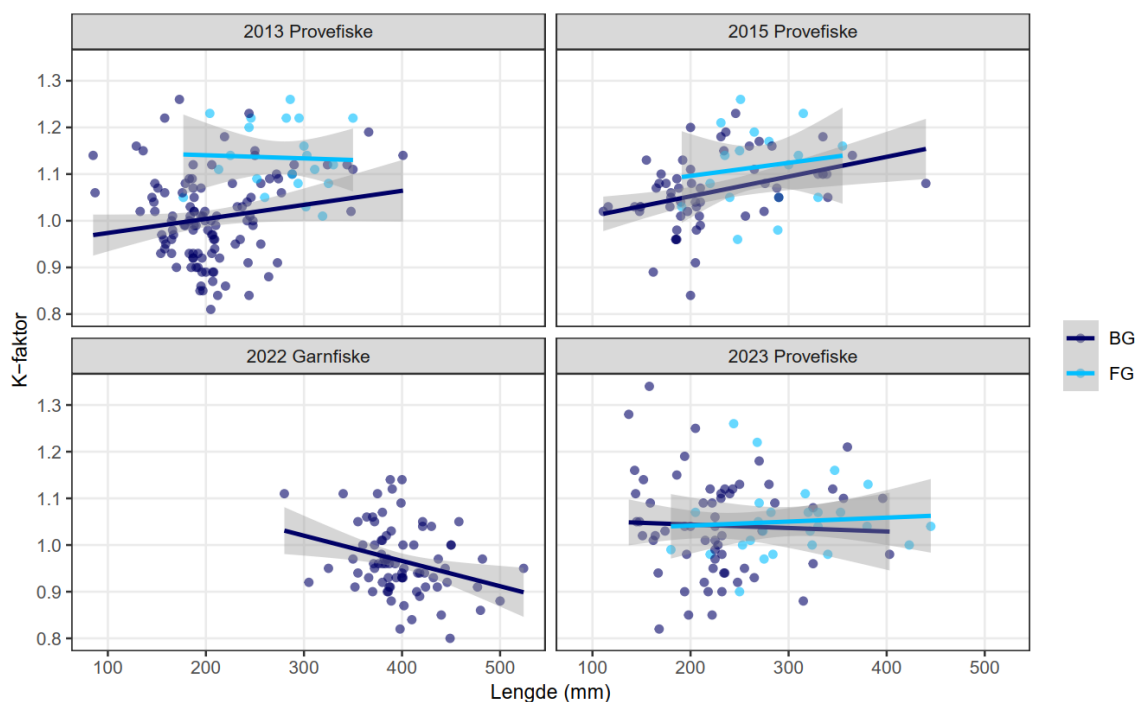 2013 Provefiske
2015 Provefiske
1.3
1.2
1.1
1.0
0.9
0.8
2022 Garnfiske
2023 Provefiske
1.3
1.2
1.1
1.0
0.9
0.8
K-faktor
100 200 300 400 500
100 200 300 400 500
Lengde (mm)
BG
FG